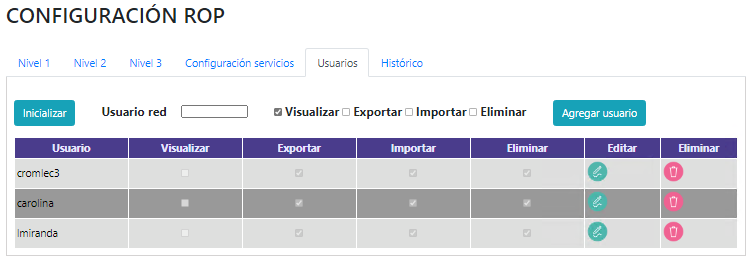 CONFIGURACIÓN ROP
Nivel 1 Nivel 2 Nivel 3 Configuración servicios Usuarios Histórico
Inicializar Usuario red Visualizar Exportar Importar Eliminar Agregar usuario
Usuario Visualizar Exportar Importar Eliminar Editar Eliminar
cromlec3
carolina
lmiranda